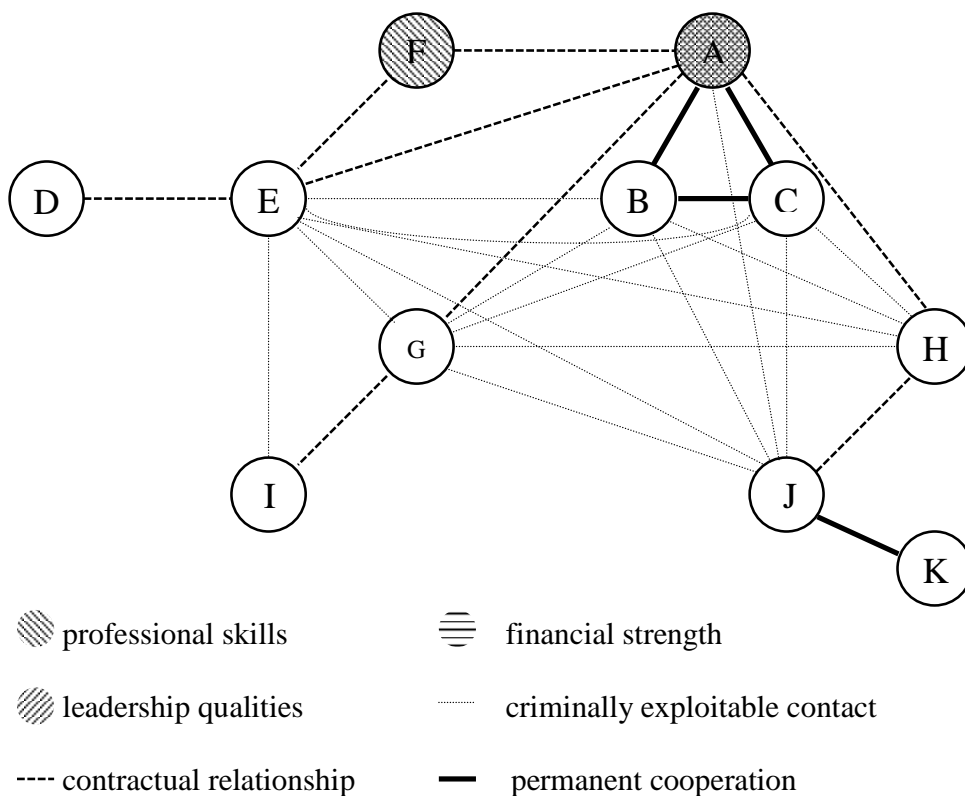 F A
D E B C
G H
I J
K
professional skills financial strength
leadership qualities criminally exploitable contact
contractual relationship permanent cooperation